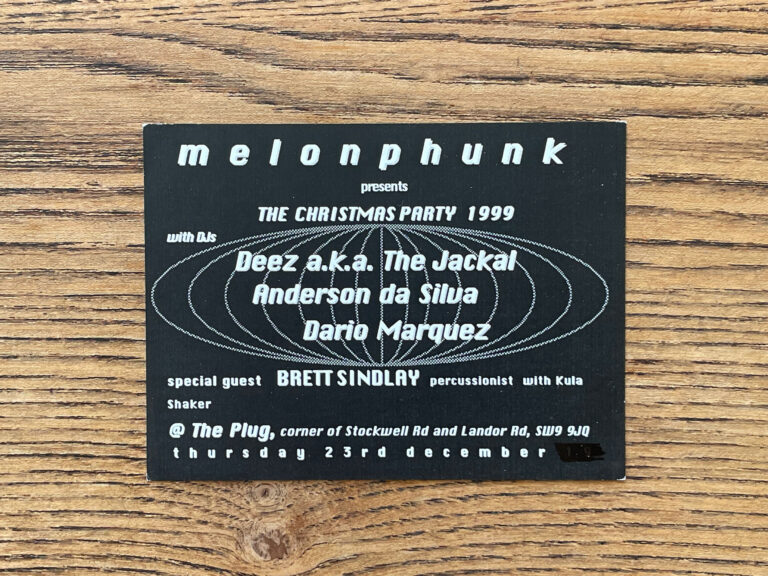 melonphunk
presents
THE CHRISTMAS PARTY 1999
with DJs
Deez a.k.a. The Jackal
Anderson da Silva
Dario Marquez
special guest BRETT SINDLAY percussionist with Kula
Shaker
@ The Plug, corner of Stockwell Rd and Landor Rd, SW9 9JQ
thursday 23rd december